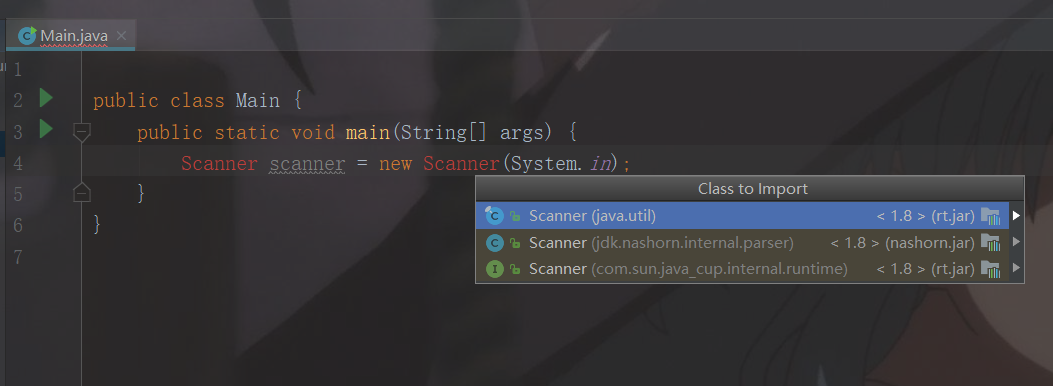 Main.java
1
2 public class Main {
3 public static void main(String[] args) {
4 Scanner scanner = new Scanner(System.in);
5 }
6 }
7
Class to Import
C Scanner (java.util) < 1.8 > (rt.jar)
C Scanner (jdk.nashorn.internal.parser) < 1.8 > (nashorn.jar)
I Scanner (com.sun.java_cup.internal.runtime) < 1.8 > (rt.jar)